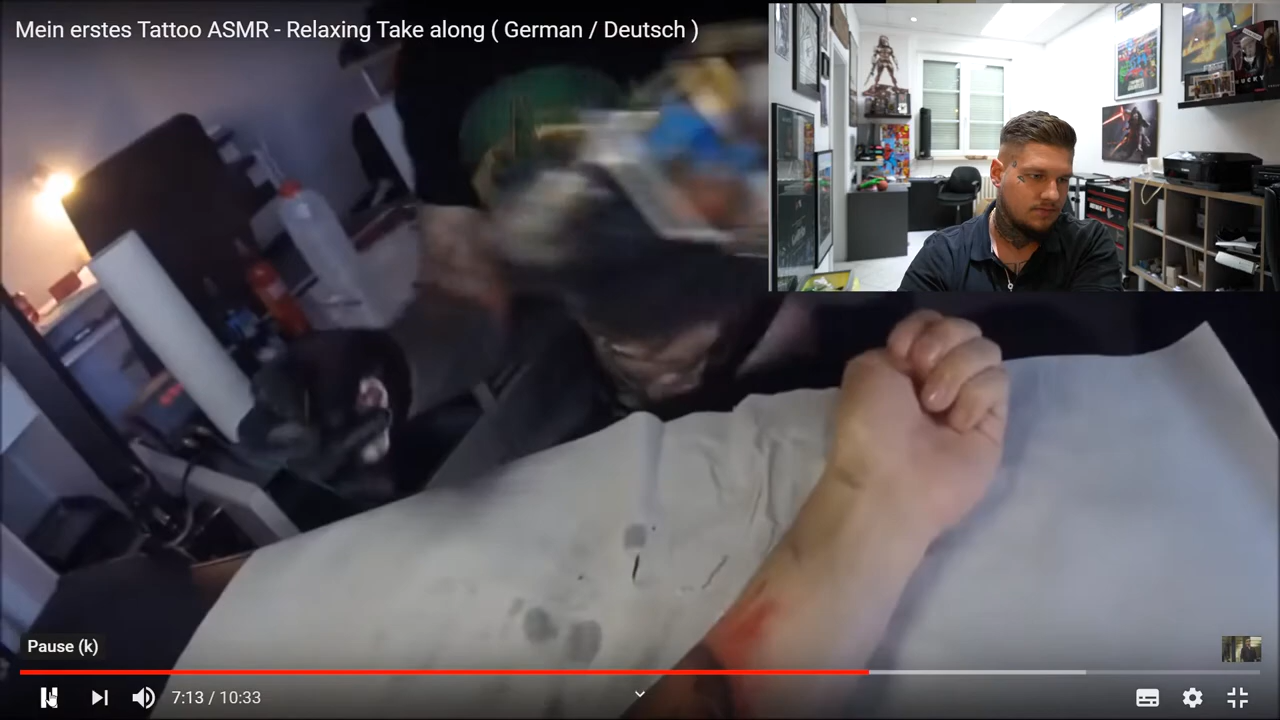 Mein erstes Tattoo ASMR - Relaxing Take along ( German / Deutsch )
Pause (k)
7:13 / 10:33